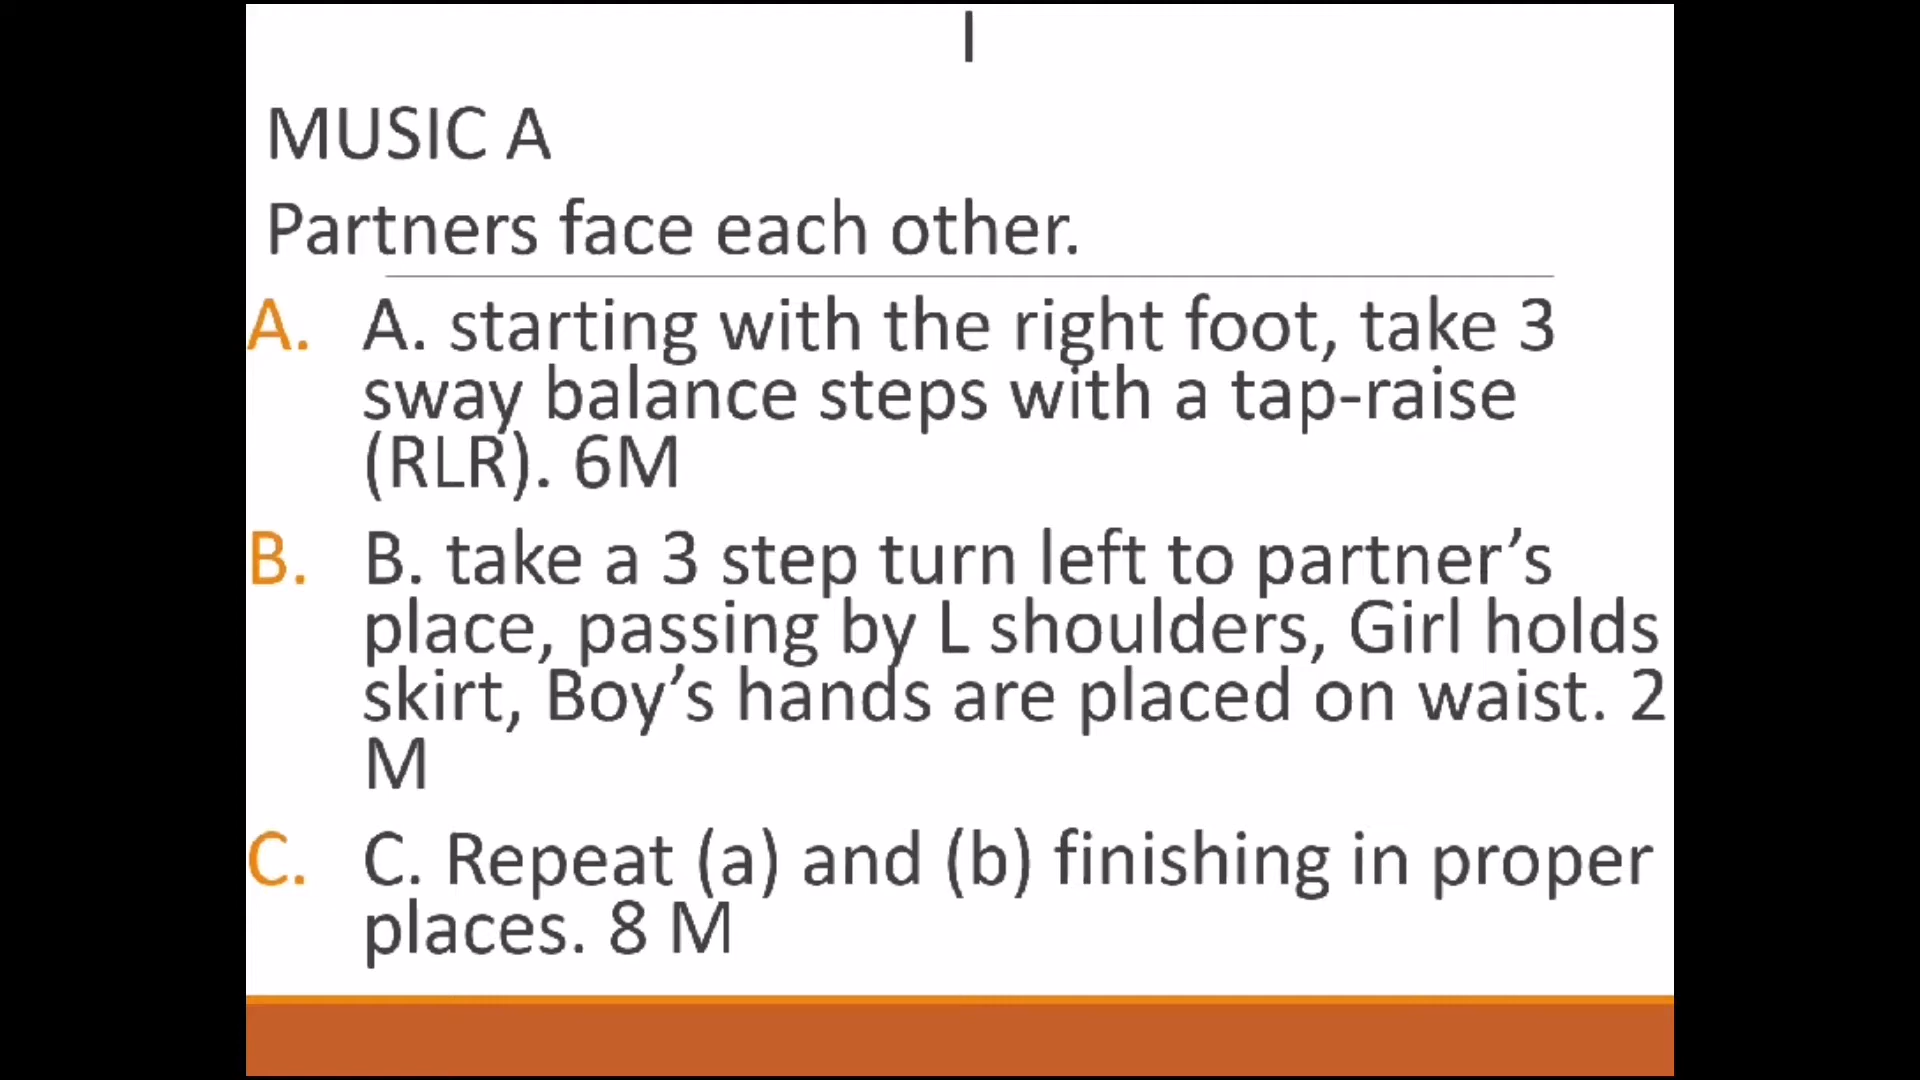 I
MUSIC A
Partners face each other.
A. A. starting with the right foot, take 3
sway balance steps with a tap-raise
(RLR). 6M
B. B. take a 3 step turn left to partner’s
place, passing by L shoulders, Girl holds
skirt, Boy’s hands are placed on waist. 2
M
C. C. Repeat (a) and (b) finishing in proper
places. 8 M